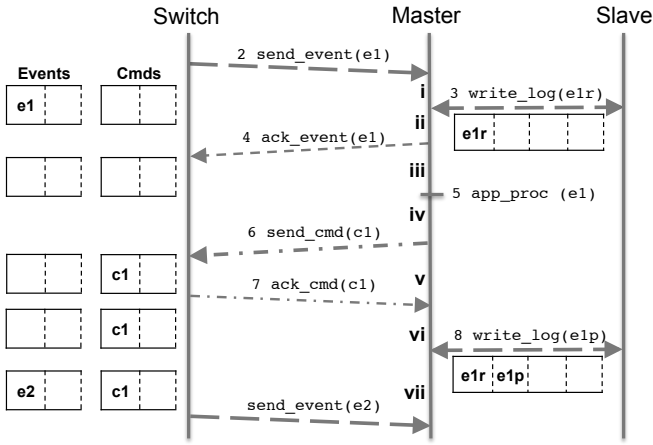 Switch Master Slave
2 send_event(e1)
Events Cmds
i 3 write_log(e1r)
e1
ii e1r
4 ack_event(e1)
iii
5 app_proc (e1)
iv
6 send_cmd(c1)
c1 v
7 ack_cmd(c1)
c1 vi 8 write_log(e1p)
e1r e1p
e2 c1 vii
send_event(e2)